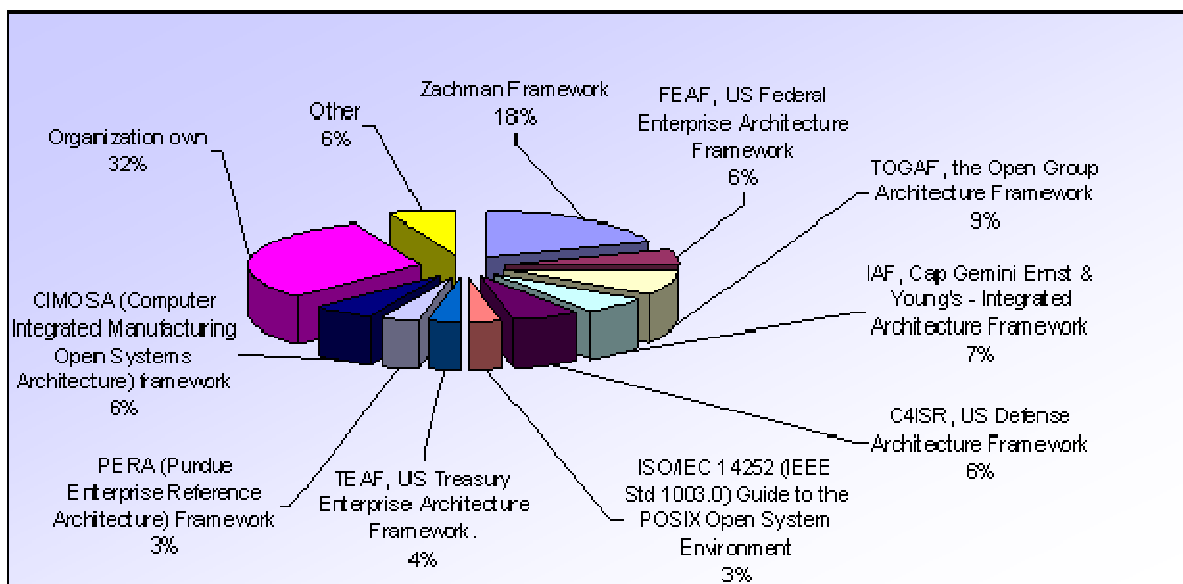 Zachman Framework
18%
FEAF, US Federal
Enterprise Architecture
Framework
6%
TOGAF, the Open Group
Architecture Framework
9%
IAF, Cap Gemini Ernst &
Young's - Integrated
Architecture Framework
7%
C4ISR, US Defense
Architecture Framework
6%
ISO/IEC 14252 (IEEE
Std 1003.0) Guide to the
POSIX Open System
Environment
3%
TEAF, US Treasury
Enterprise Architecture
Framework.
4%
PERA (Purdue
Enterprise Reference
Architecture) Framework
3%
CIMOSA (Computer
Integrated Manufacturing
Open Systems
Architecture) framework
6%
Organization own
32%
Other
6%